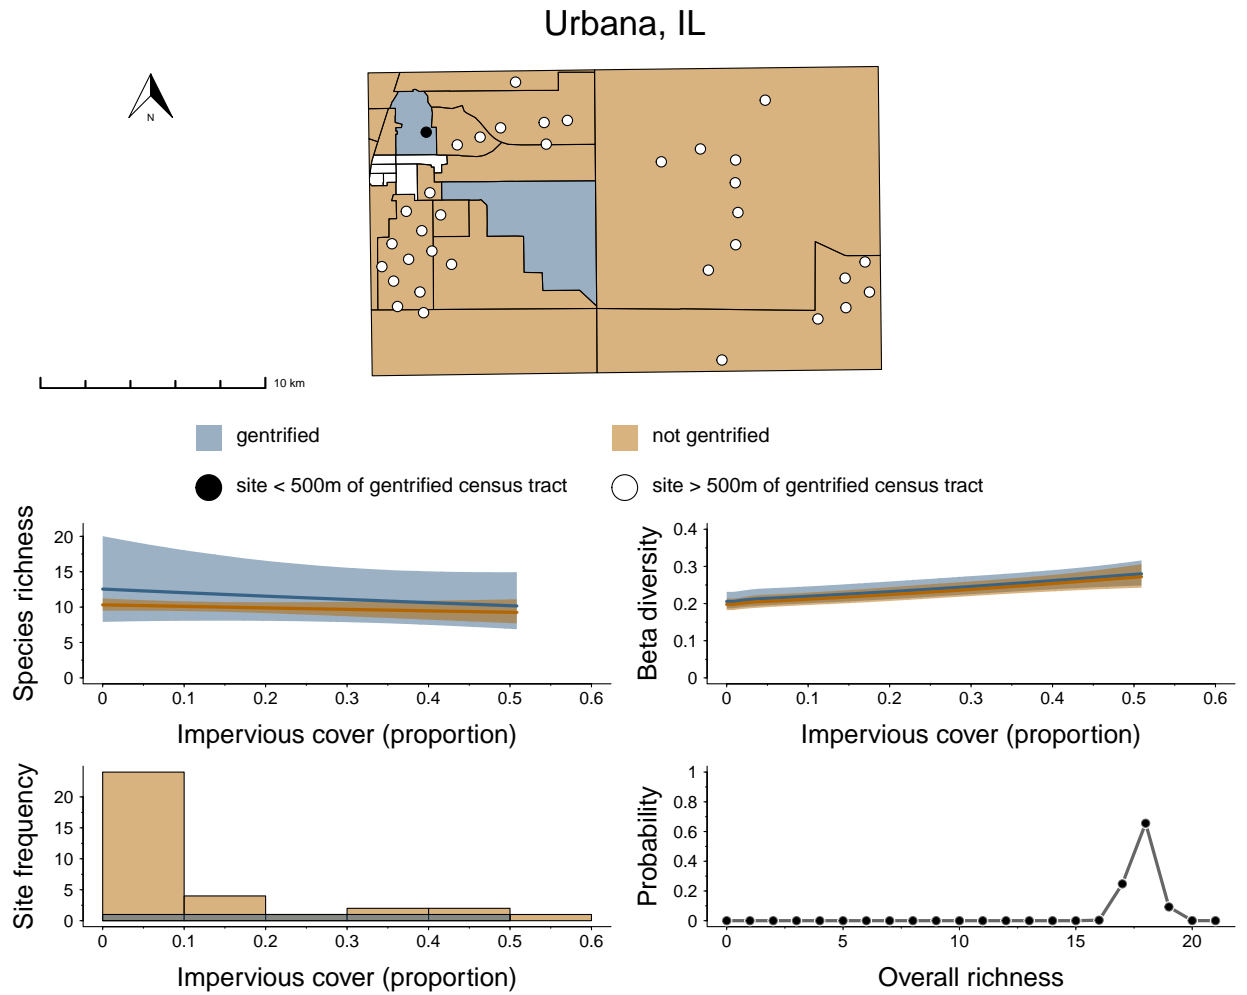 Urbana, IL
N
10 km
gentrified
not gentrified
site < 500m of gentrified census tract
site > 500m of gentrified census tract
Species richness
20
15
10
5
0
0 0.1 0.2 0.3 0.4 0.5 0.6
Impervious cover (proportion)
Beta diversity
0.4
0.3
0.2
0.1
0
0 0.1 0.2 0.3 0.4 0.5 0.6
Impervious cover (proportion)
Site frequency
20
15
10
5
0
0 0.1 0.2 0.3 0.4 0.5 0.6
Impervious cover (proportion)
Probability
1
0.8
0.6
0.4
0.2
0
0 5 10 15 20
Overall richness